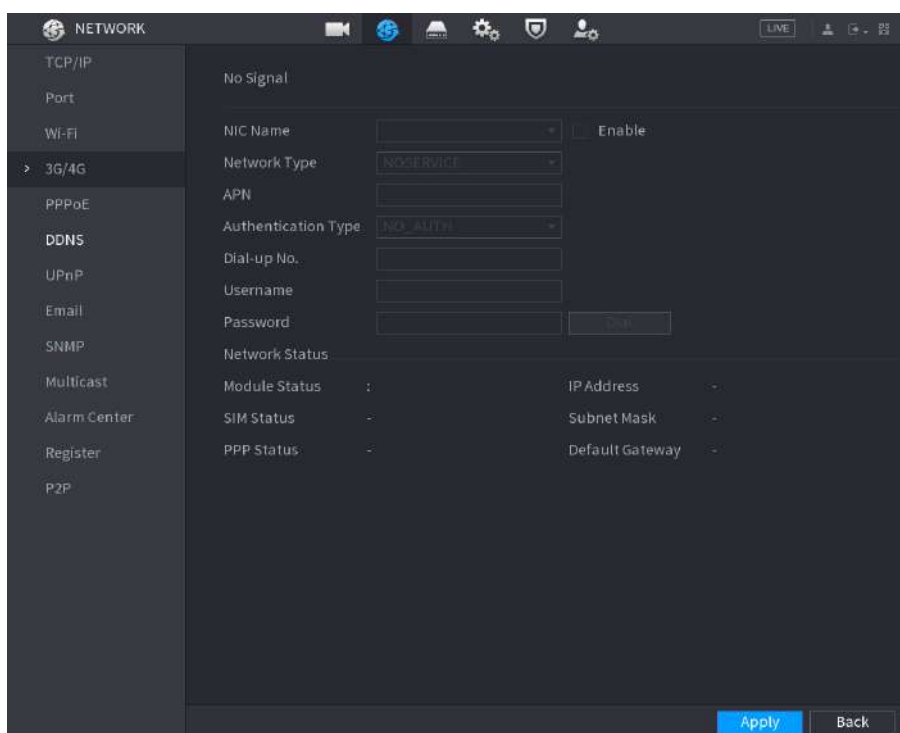 NETWORK
LIVE
TCP/IP
Port
Wi-Fi
3G/4G
PPPoE
DDNS
UPnP
Email
SNMP
Multicast
Alarm Center
Register
P2P
No Signal
NIC Name Enable
Network Type NOSERVICE
APN
Authentication Type NO_AUTH
Dial-up No.
Username
Password Dial
Network Status
Module Status : IP Address -
SIM Status - Subnet Mask -
PPP Status - Default Gateway -
Apply Back